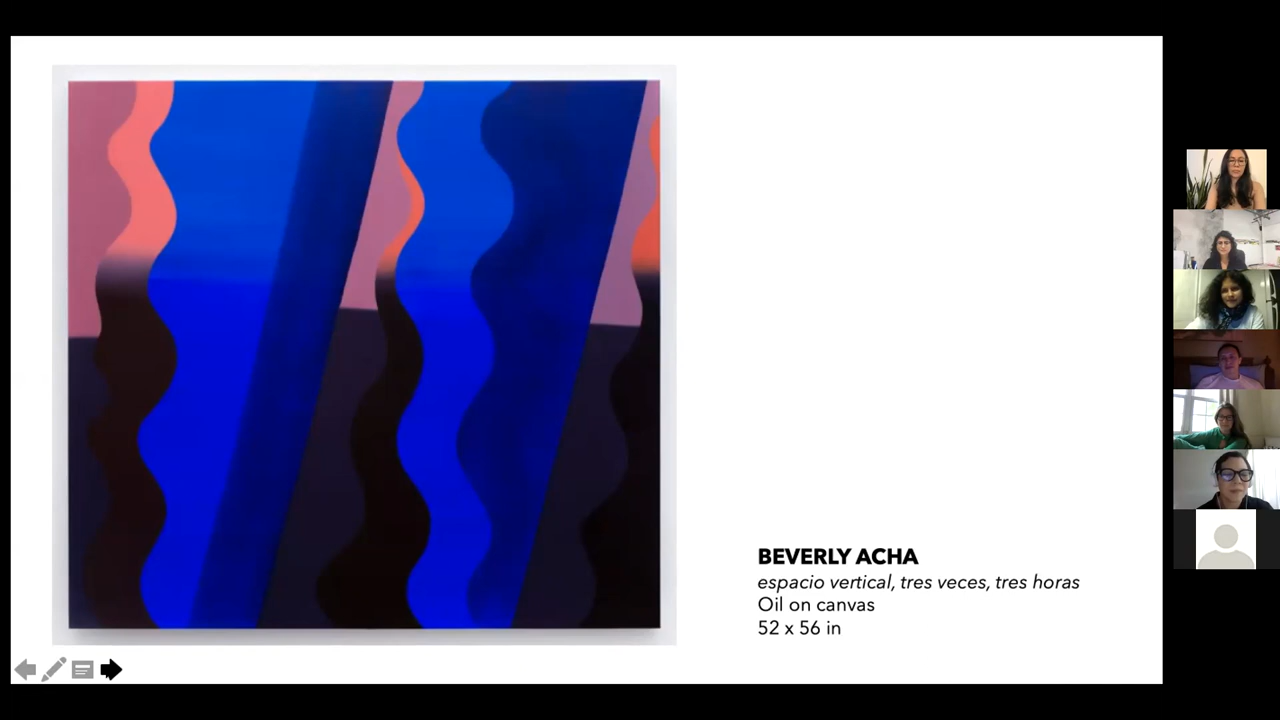 BEVERLY ACHA
espacio vertical, tres veces, tres horas
Oil on canvas
52 x 56 in